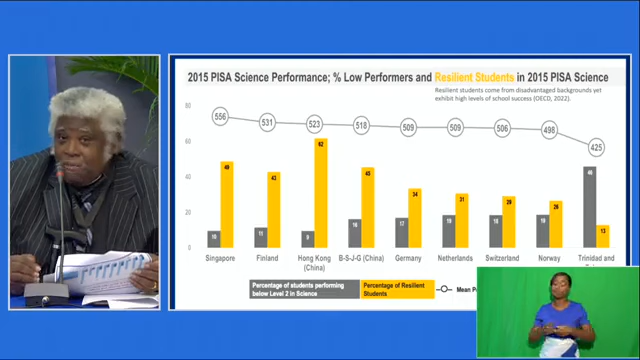 2015 PISA Science Performance; % Low Performers and Resilient Students in 2015 PISA Science
Resilient students come from disadvantaged backgrounds yet
exhibit high levels of school success (OECD, 2022).
80
60
40
20
0
556 531 523 518 509 509 506 498 425
49 43 62 34 31 29 26 46 13
10 11 9 16 17 19 18 19
Singapore Finland Hong Kong B-S-J-G (China) Germany Netherlands Switzerland Norway Trinidad and
(China)
Percentage of students performing
below Level 2 in Science
Percentage of Resilient
Students
Mean